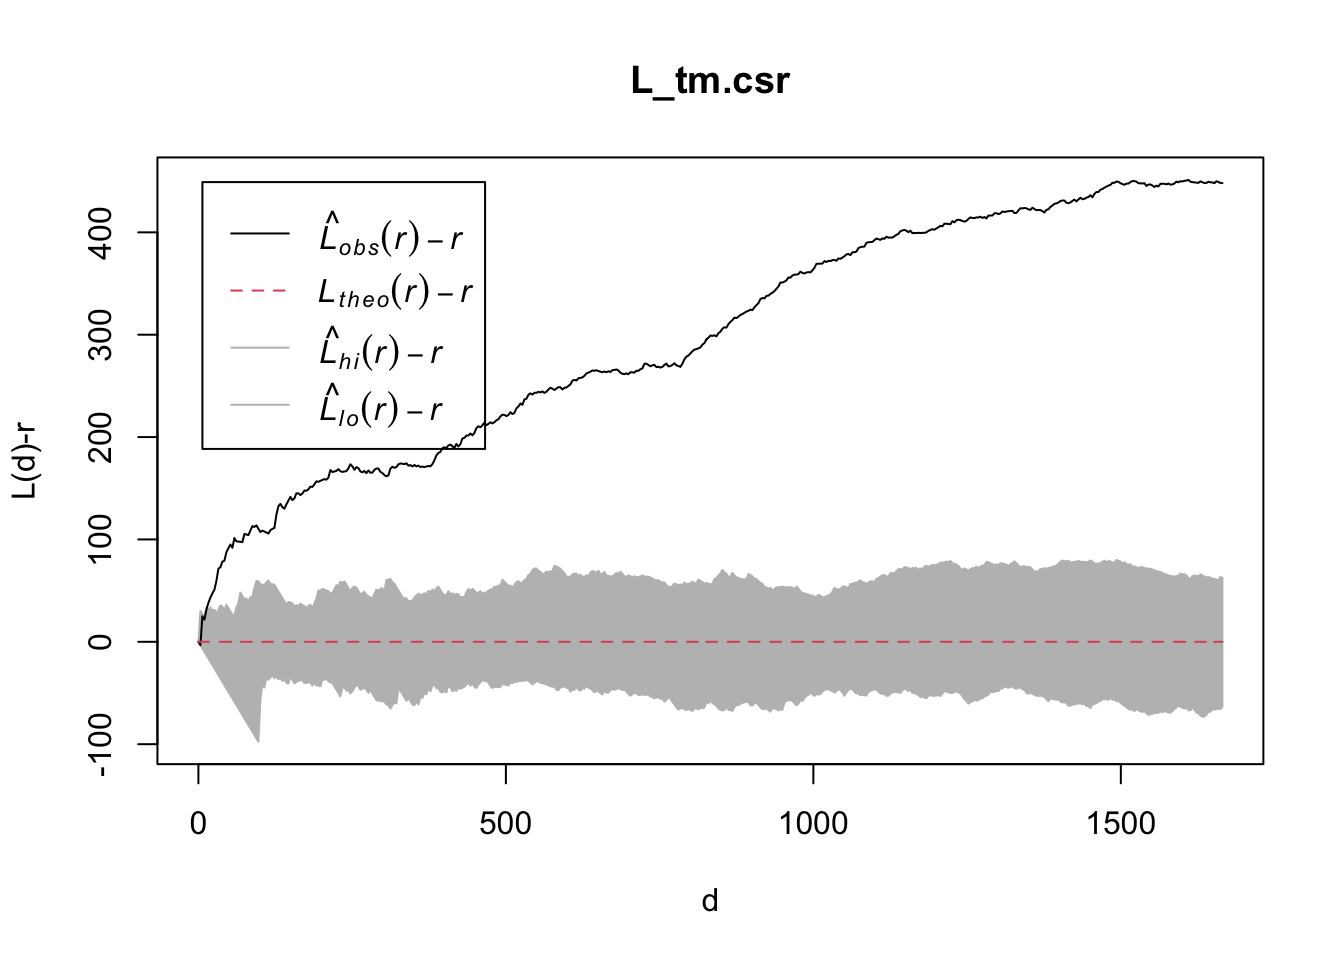 L_tm.csr
L̂obs(r) − r
Ltheo(r) − r
L̂hi(r) − r
L̂lo(r) − r
L(d)-r
400
300
200
100
0
-100
0 500 1000 1500
d